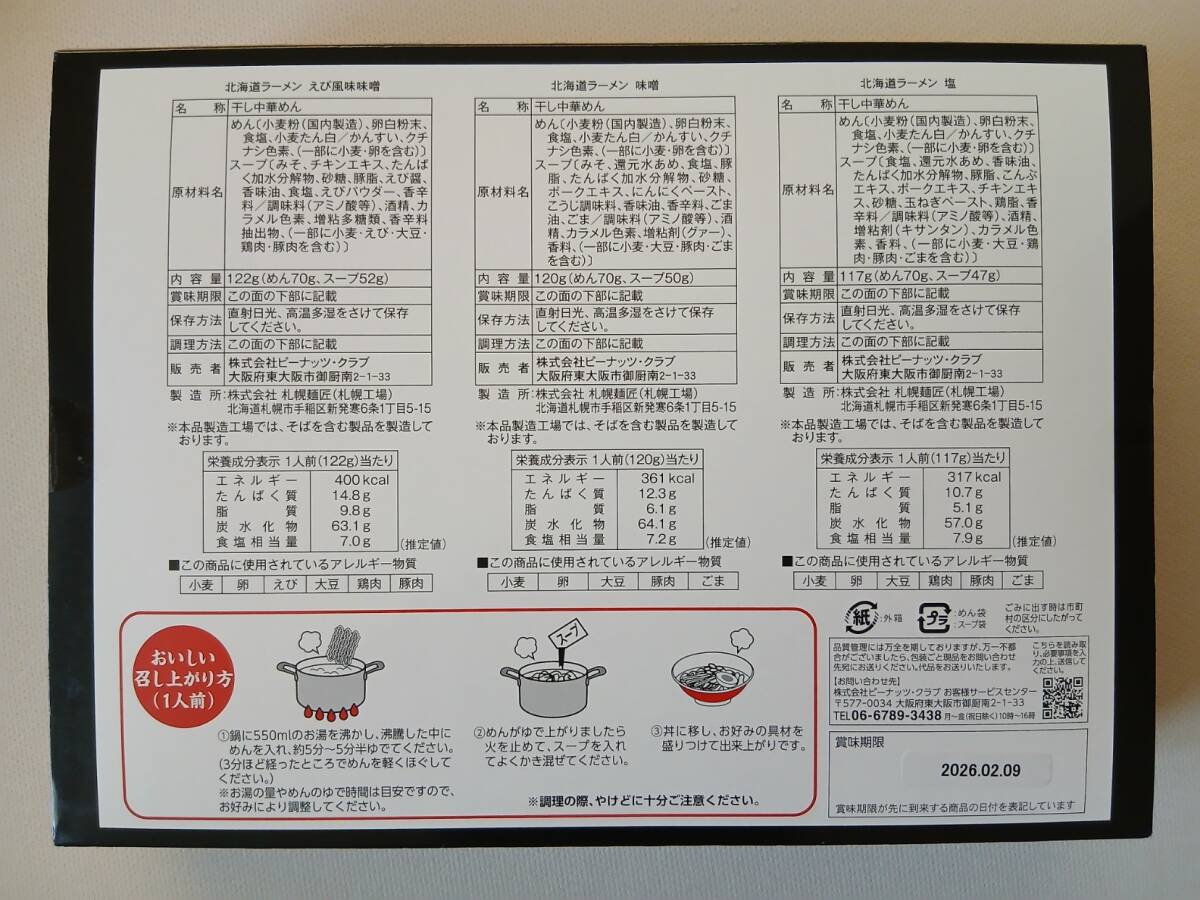 北海道ラーメン えび風味味噌
名 称 干し中華めん
原材料名
めん〔小麦粉(国内製造)、卵白粉末、
食塩、小麦たん白／かんすい、クチ
ナシ色素、(一部に小麦・卵を含む)〕
スープ〔みそ、チキンエキス、たんぱ
く加水分解物、砂糖、豚脂、えび醤、
香味油、食塩、えびパウダー、香辛
料／調味料(アミノ酸等)、酒精、カ
ラメル色素、増粘多糖類、香辛料
抽出物、(一部に小麦・えび・大豆・
鶏肉・豚肉を含む)〕
内 容 量 122g(めん70g、スープ52g)
賞味期限 この面の下部に記載
保存方法 直射日光、高温多湿をさけて保存
してください。
調理方法 この面の下部に記載
販 売 者 株式会社ピーナッツ・クラブ
大阪府東大阪市御厨南2-1-33
製 造 所:株式会社 札幌麺匠(札幌工場)
北海道札幌市手稲区新発寒6条1丁目5-15
※本品製造工場では、そばを含む製品を製造して
おります。
栄養成分表示 1人前(122g)当たり
エネルギー 400kcal
たんぱく質 14.8g
脂 質 9.8g
炭水化物 63.1g
食塩相当量 7.0g
(推定値)
■この商品に使用されているアレルギー物質
小麦 卵 えび 大豆 鶏肉 豚肉
北海道ラーメン 味噌
名 称 干し中華めん
原材料名
めん〔小麦粉(国内製造)、卵白粉末、
食塩、小麦たん白／かんすい、クチ
ナシ色素、(一部に小麦・卵を含む)〕
スープ〔みそ、還元水あめ、食塩、豚
脂、たんぱく加水分解物、砂糖、
ポークエキス、にんにくペースト、
こうじ調味料、香味油、香辛料、ごま
油、ごま／調味料(アミノ酸等)、酒
精、カラメル色素、増粘剤(グァー)、
香料、(一部に小麦・大豆・豚肉・ごま
を含む)〕
内 容 量 120g(めん70g、スープ50g)
賞味期限 この面の下部に記載
保存方法 直射日光、高温多湿をさけて保存
してください。
調理方法 この面の下部に記載
販 売 者 株式会社ピーナッツ・クラブ
大阪府東大阪市御厨南2-1-33
製 造 所:株式会社 札幌麺匠(札幌工場)
北海道札幌市手稲区新発寒6条1丁目5-15
※本品製造工場では、そばを含む製品を製造して
おります。
栄養成分表示 1人前(120g)当たり
エネルギー 361kcal
たんぱく質 12.3g
脂 質 6.1g
炭水化物 64.1g
食塩相当量 7.2g
(推定値)
■この商品に使用されているアレルギー物質
小麦 卵 大豆 豚肉 ごま
北海道ラーメン 塩
名 称 干し中華めん
原材料名
めん〔小麦粉(国内製造)、卵白粉末、
食塩、小麦たん白／かんすい、クチ
ナシ色素、(一部に小麦・卵を含む)〕
スープ〔食塩、還元水あめ、香味油、
たんぱく加水分解物、豚脂、こんぶ
エキス、ポークエキス、チキンエキ
ス、砂糖、玉ねぎペースト、鶏脂、香
辛料／調味料(アミノ酸等)、酒精、
増粘剤(キサンタン)、カラメル色
素、香料、(一部に小麦・大豆・鶏
肉・豚肉・ごまを含む)〕
内 容 量 117g(めん70g、スープ47g)
賞味期限 この面の下部に記載
保存方法 直射日光、高温多湿をさけて保存
してください。
調理方法 この面の下部に記載
販 売 者 株式会社ピーナッツ・クラブ
大阪府東大阪市御厨南2-1-33
製 造 所:株式会社 札幌麺匠(札幌工場)
北海道札幌市手稲区新発寒6条1丁目5-15
※本品製造工場では、そばを含む製品を製造して
おります。
栄養成分表示 1人前(117g)当たり
エネルギー 317kcal
たんぱく質 10.7g
脂 質 5.1g
炭水化物 57.0g
食塩相当量 7.9g
(推定値)
■この商品に使用されているアレルギー物質
小麦 卵 大豆 鶏肉 豚肉 ごま
おいしい
召し上がり方
(1人前)
スープ
①鍋に550mlのお湯を沸かし、沸騰した中に
めんを入れ、約5分～5分半ゆでてください。
(3分ほど経ったところでめんを軽くほぐして
ください。)
※お湯の量やめんのゆで時間は目安ですので、
お好みにより調整してください。
②めんがゆで上がりましたら
火を止めて、スープを入れ
てよくかき混ぜてください。
③丼に移し、お好みの具材を
盛りつけて出来上がりです。
※調理の際、やけどに十分ご注意ください。
紙 :外箱
プラ :めん袋
:スープ袋
ごみに出す時は市町
村の区分にしたがって
ください。
品質管理には万全を期しておりますが、万一不都
合がございましたら、包装ごと現品をお問い合わせ
先宛にお送りください。代品をお送りいたします。
【お問い合わせ先】
株式会社ピーナッツ・クラブ お客様サービスセンター
〒577-0034 大阪府東大阪市御厨南2-1-33
TEL06-6789-3438 月～金(祝日除く)10時～16時
こちらを読み取
り、必要事項を入
力の上、送信して
ください。
賞味期限
2026.02.09
賞味期限が先に到来する商品の日付を表記しています